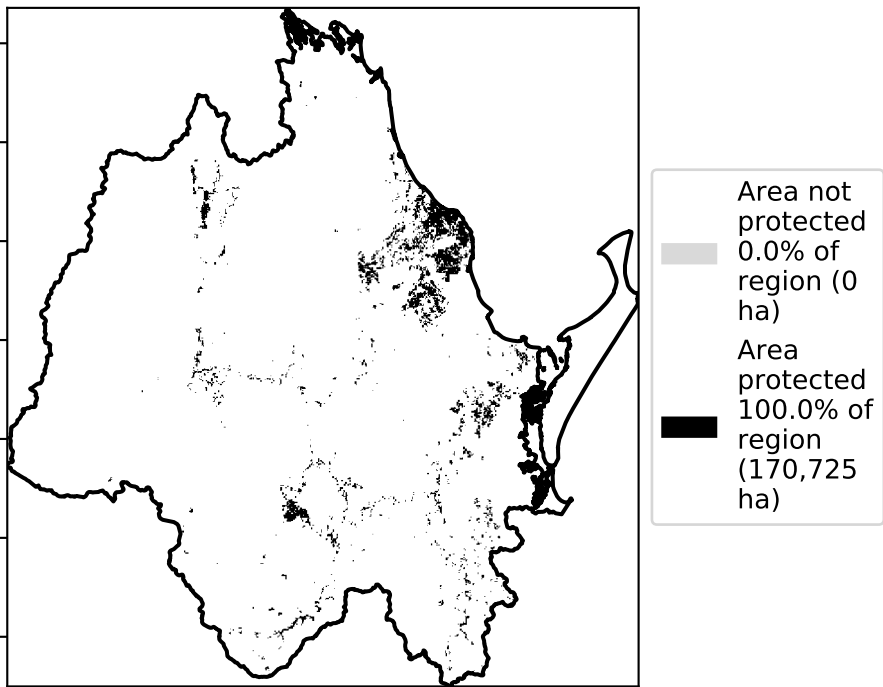 Area not
protected
0.0% of
region (0
ha)
Area
protected
100.0% of
region
(170,725
ha)